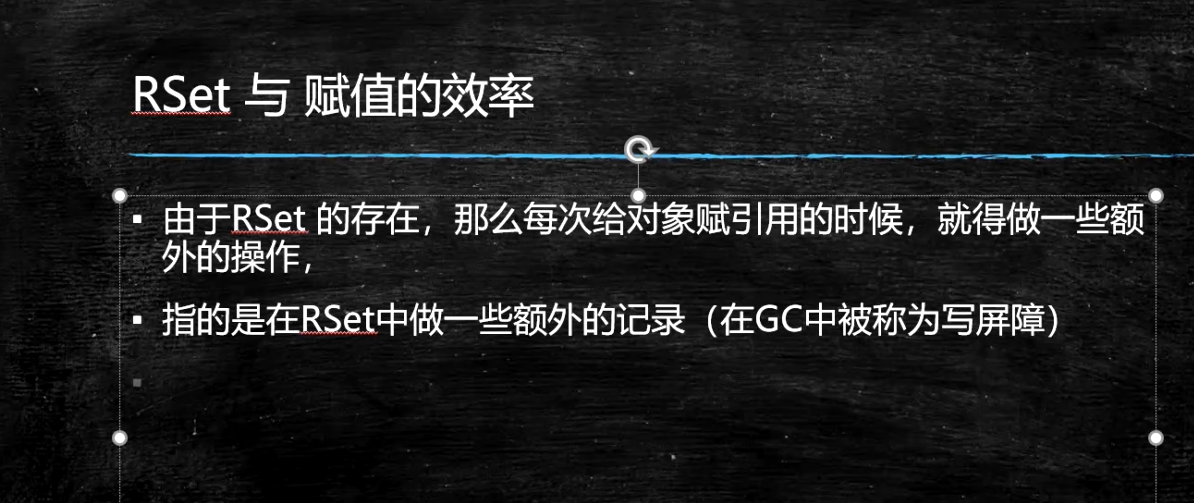 RSet 与 赋值的效率
由于RSet 的存在，那么每次给对象赋引用的时候，就得做一些额
外的操作，
指的是在RSet中做一些额外的记录（在GC中被称为写屏障）